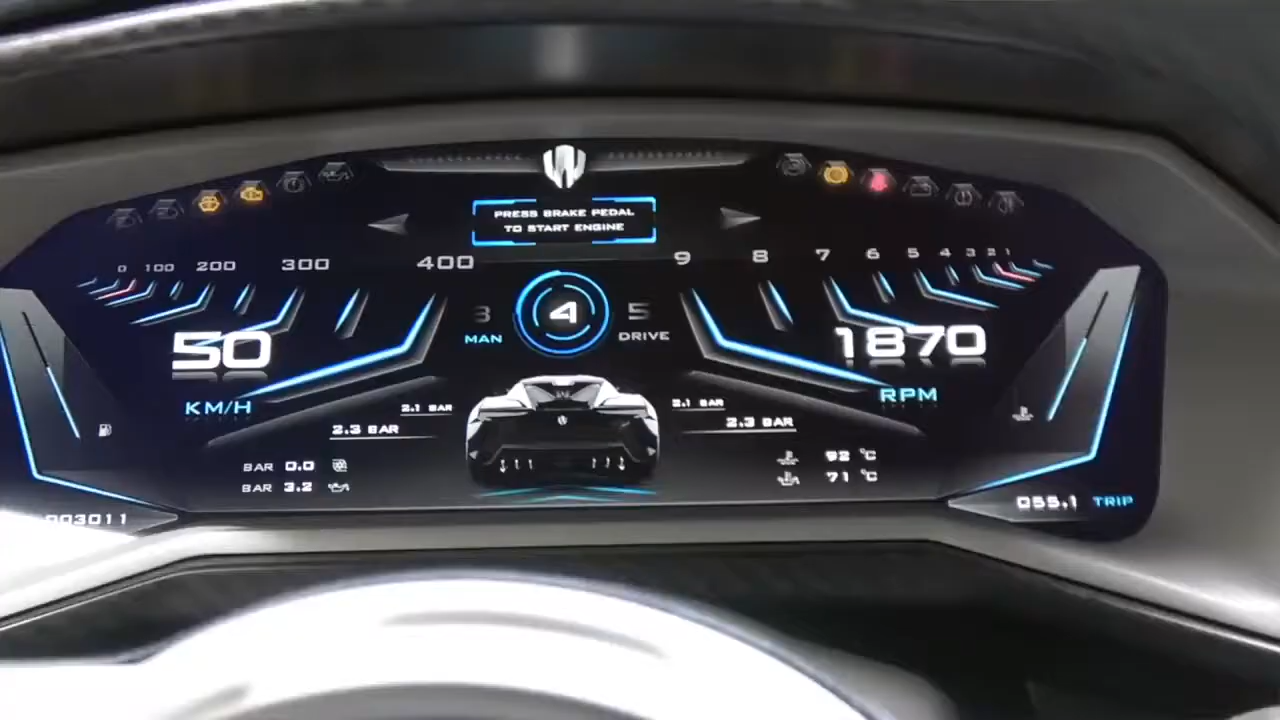 PRESS BRAKE PEDAL
TO START ENGINE
0 100 200 300 400
9 8 7 6 5 4 3 2 1
3 4 5
MAN DRIVE
50
KM/H
1870
RPM
2.1 BAR
2.1 BAR
2.3 BAR
2.3 BAR
BAR 0.0
BAR 3.2
92 °C
71 °C
003011
055.1 TRIP